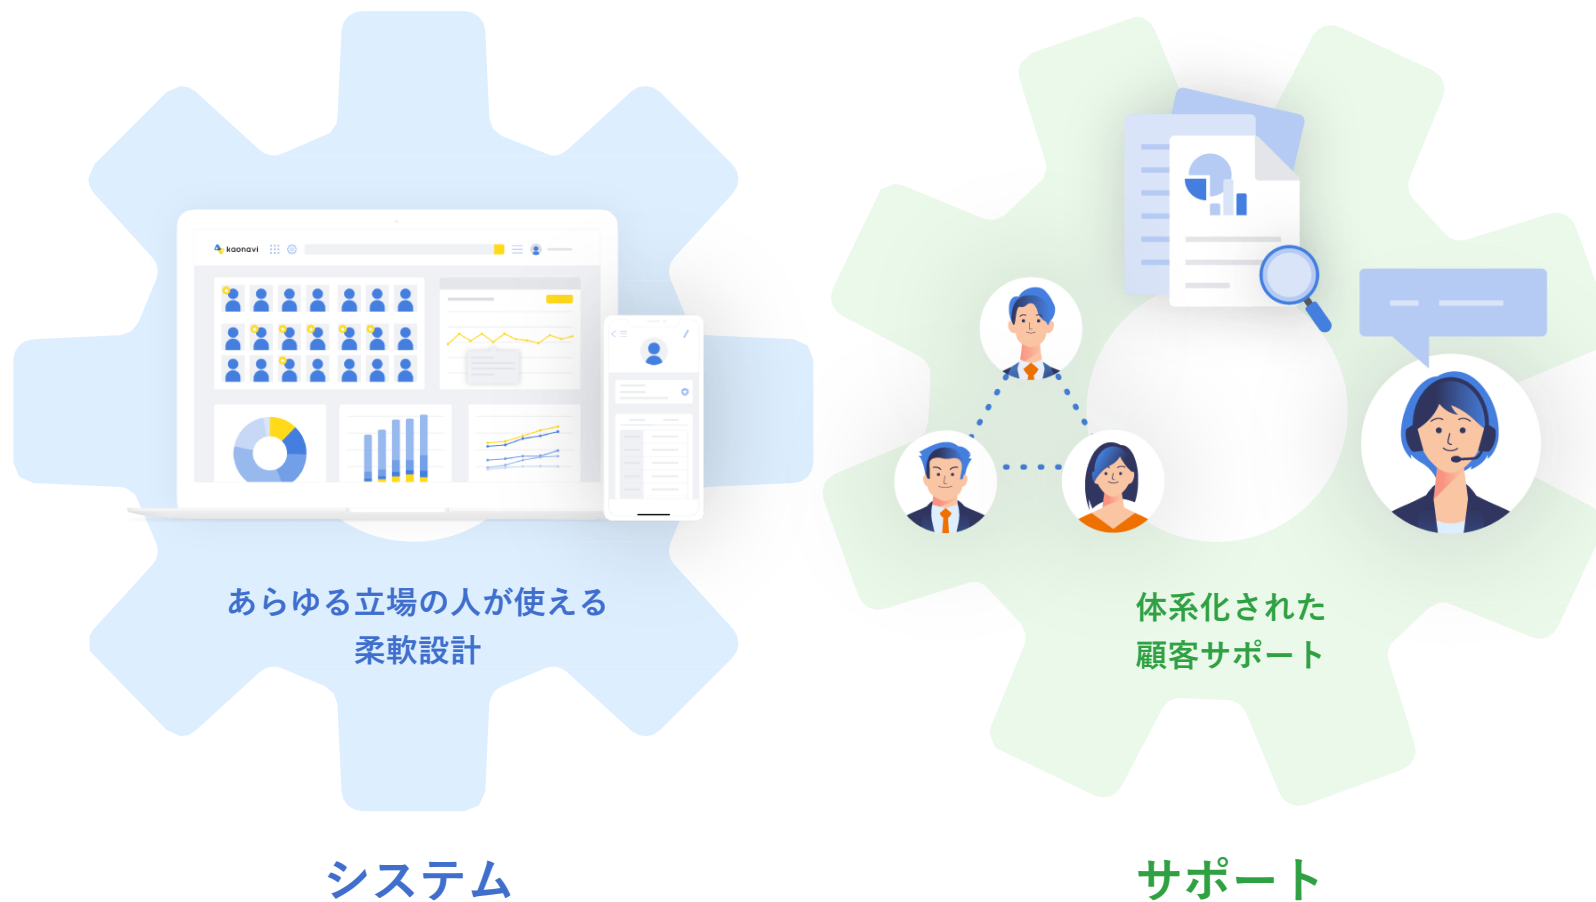 kaonavi
あらゆる立場の人が使える
柔軟設計
システム
体系化された
顧客サポート
サポート